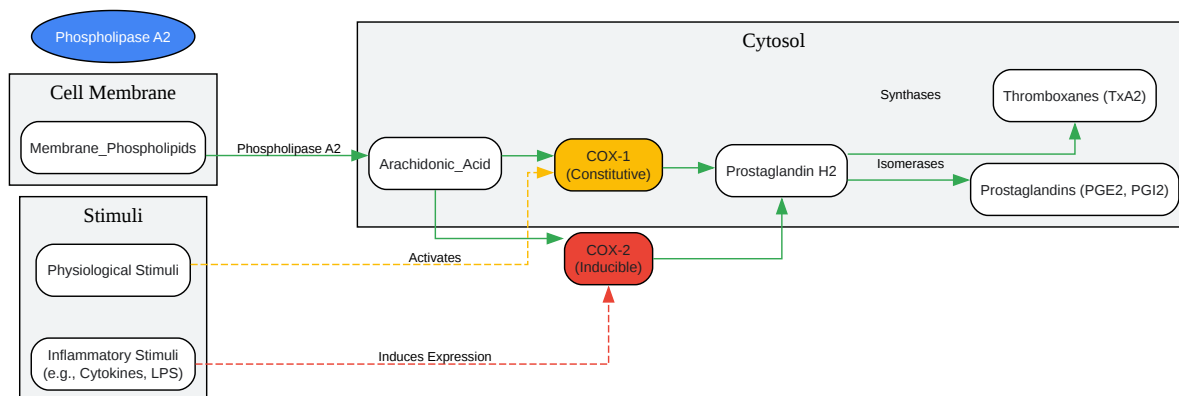 Phospholipase A2
Cell Membrane
Membrane_Phospholipids
Phospholipase A2
Stimuli
Physiological Stimuli
Inflammatory Stimuli
(e.g., Cytokines, LPS)
Activates
Induces Expression
Cytosol
Arachidonic_Acid
COX-1
(Constitutive)
COX-2
(Inducible)
Prostaglandin H2
Synthases
Isomerases
Thromboxanes (TxA2)
Prostaglandins (PGE2, PGI2)